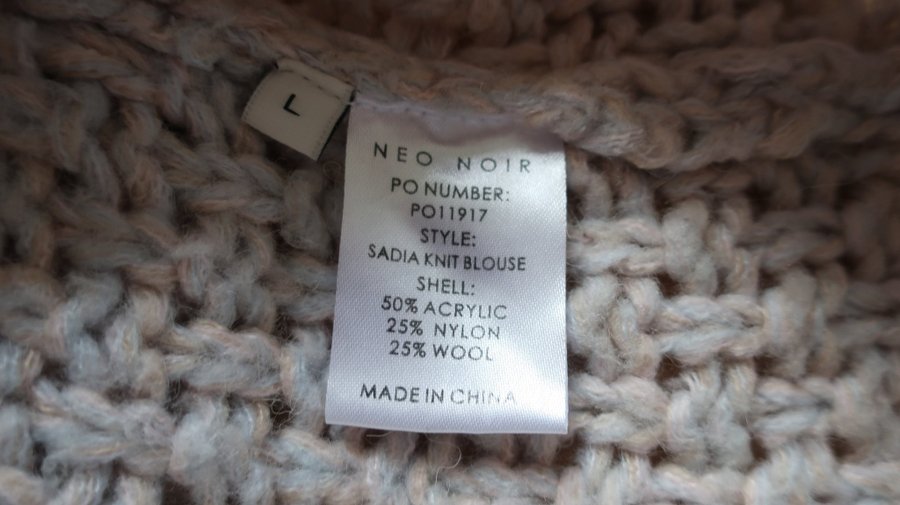 L
NEO NOIR
PO NUMBER:
PO11917
STYLE:
SADIA KNIT BLOUSE
SHELL:
50% ACRYLIC
25% NYLON
25% WOOL
MADE IN CHINA